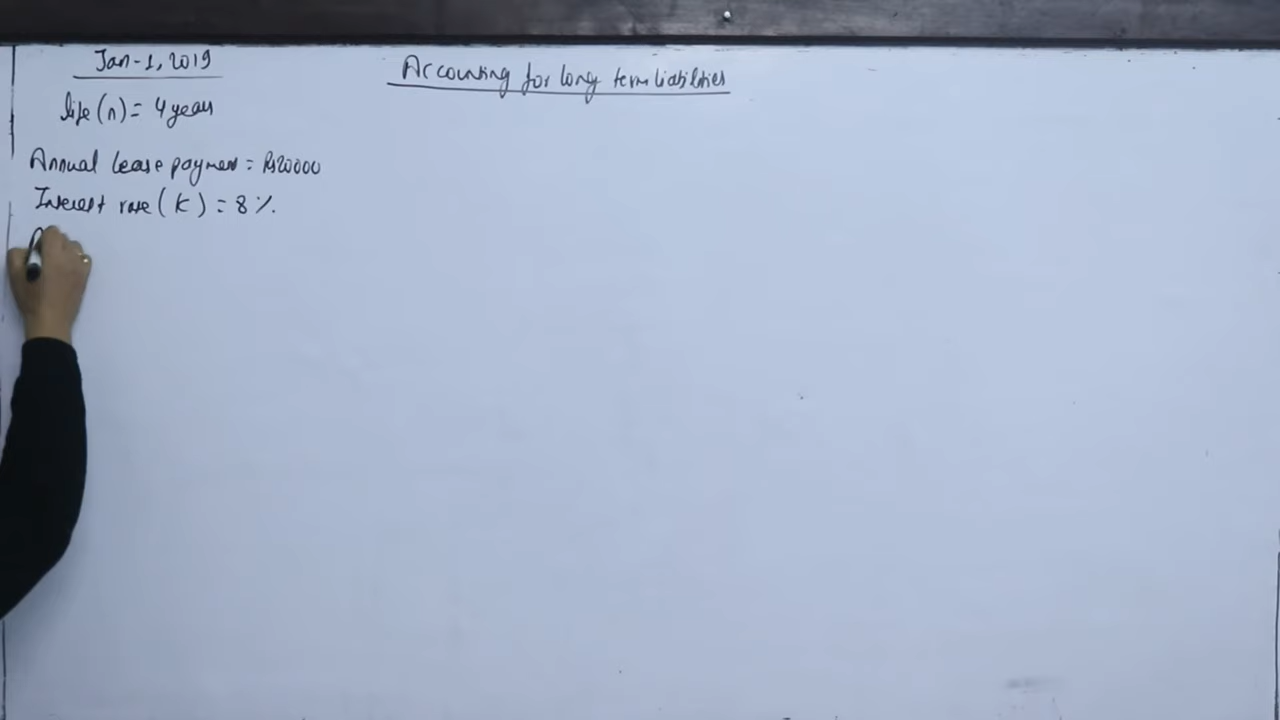 Accounting for long term liabilities
Jan-1, 2019
life (n) = 4 years
Annual lease payment = Rs20000
Interest rate (K) = 8%.